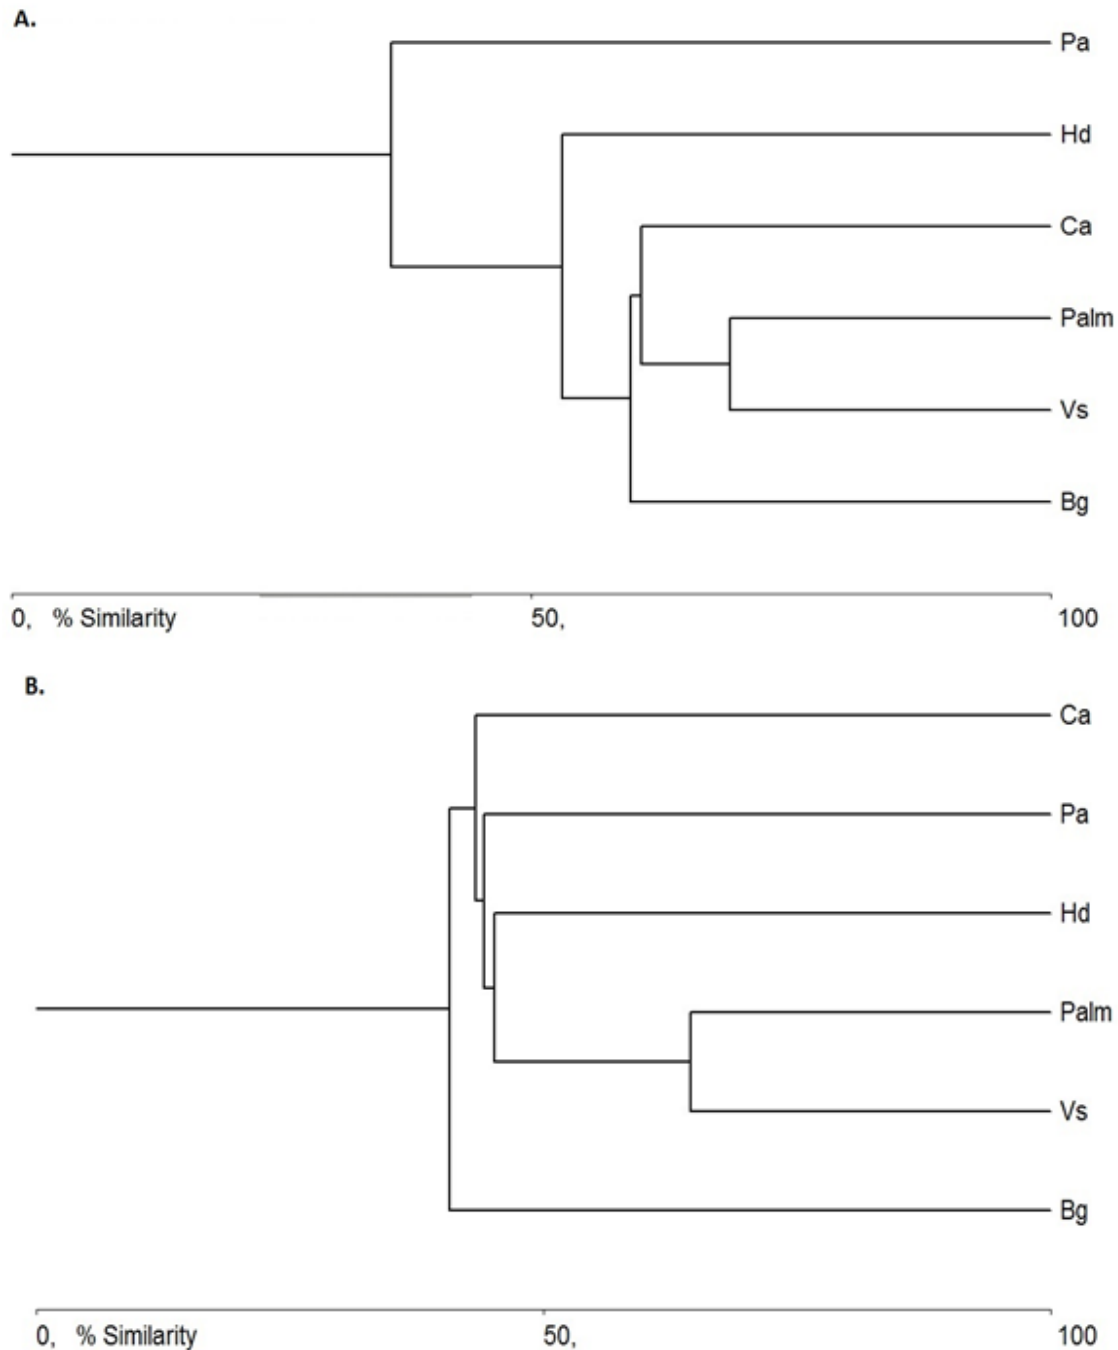 A.
Pa
Hd
Ca
Palm
Vs
Bg
0, % Similarity 50, 100
B.
Ca
Pa
Hd
Palm
Vs
Bg
0, % Similarity 50, 100